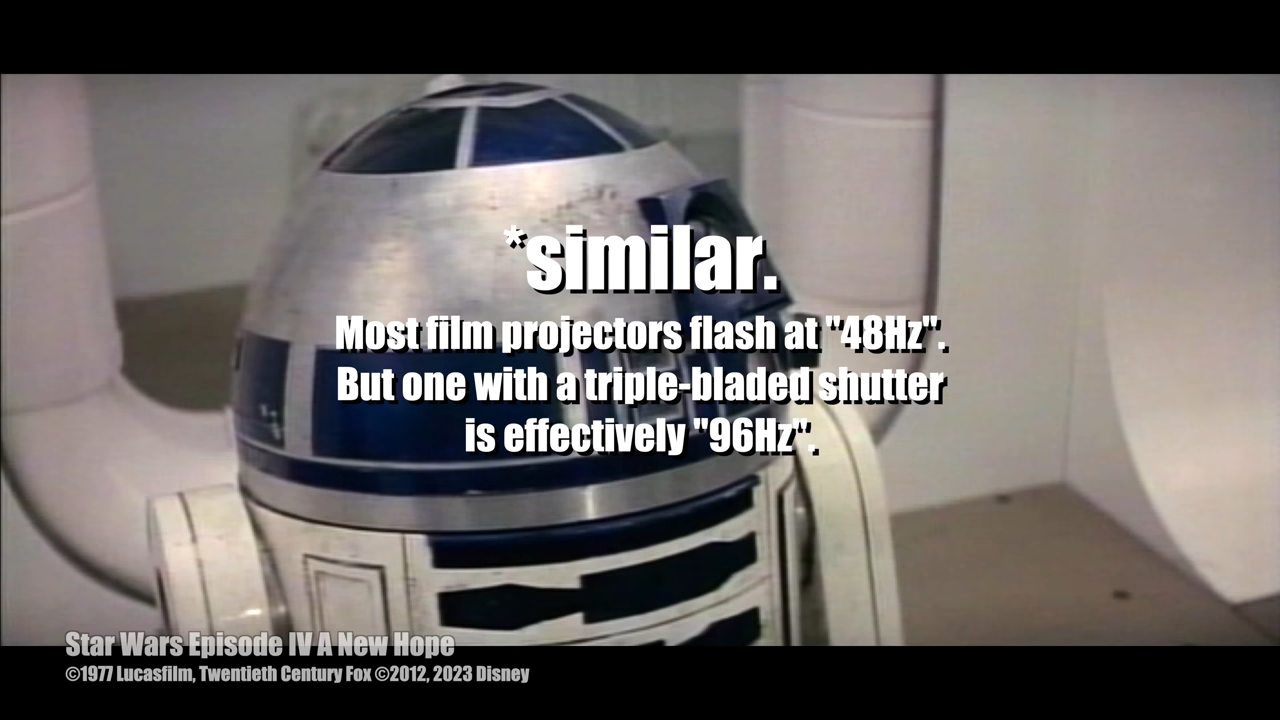 *similar.
Most film projectors flash at "48Hz".
But one with a triple-bladed shutter
is effectively "96Hz".
Star Wars Episode IV A New Hope
©1977 Lucasfilm, Twentieth Century Fox ©2012, 2023 Disney